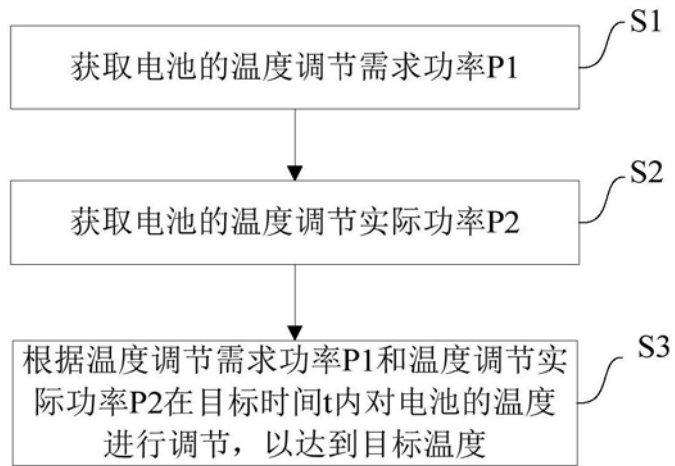 S1
获取电池的温度调节需求功率P1
S2
获取电池的温度调节实际功率P2
S3
根据温度调节需求功率P1和温度调节实
际功率P2在目标时间t内对电池的温度
进行调节，以达到目标温度